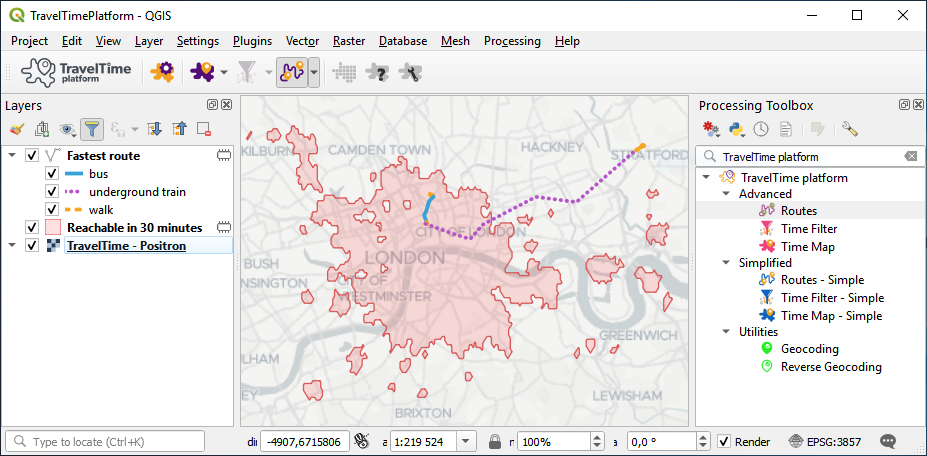 TravelTimePlatform - QGIS
Project Edit View Layer Settings Plugins Vector Raster Database Mesh Processing Help
TravelTime
platform
Layers
Fastest route
bus
underground train
walk
Reachable in 30 minutes
TravelTime - Positron
KILBURN
CAMDEN TOWN
HACKNEY
STRATFORD
CITY OF LONDON
LONDON
BUSH
ENSINGTON
CITY OF
WESTMINSTER
GREENWICH
LHAM
LEWISHAM
BRIXTON
Processing Toolbox
TravelTime platform
TravelTime platform
Advanced
Routes
Time Filter
Time Map
Simplified
Routes - Simple
Time Filter - Simple
Time Map - Simple
Utilities
Geocoding
Reverse Geocoding
Type to locate (Ctrl+K) -4907,6715806 a 1:219 524 100% a 0,0 ° Render EPSG:3857